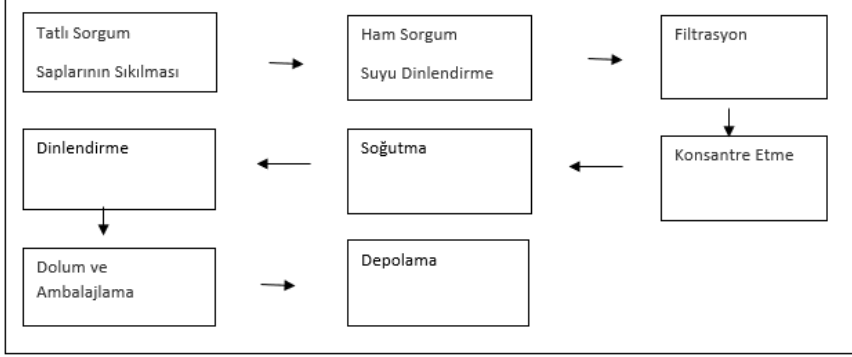 Tatlı Sorgum
Saplarının Sıkılması
Ham Sorgum
Suyu Dinlendirme
Filtrasyon
Konsantre Etme
Soğutma
Dinlendirme
Dolum ve
Ambalajlama
Depolama